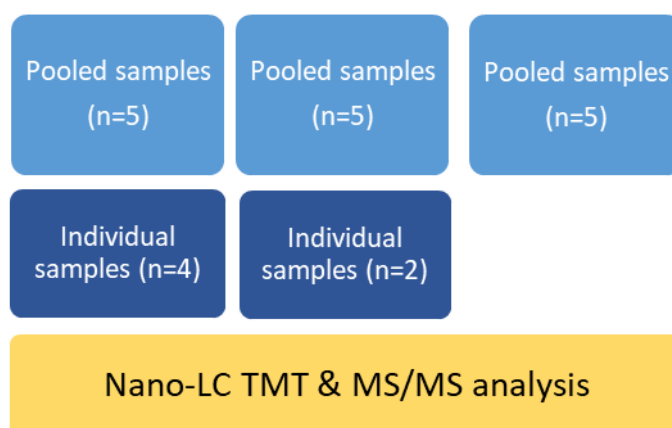 Pooled samples
(n=5)
Pooled samples
(n=5)
Pooled samples
(n=5)
Individual
samples (n=4)
Individual
samples (n=2)
Nano-LC TMT & MS/MS analysis